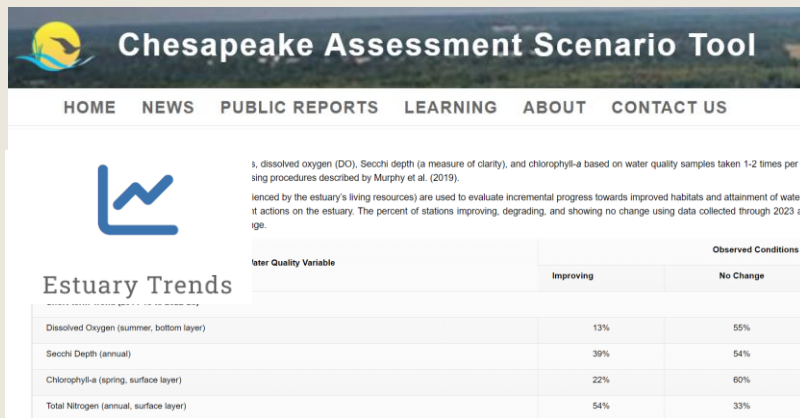 Chesapeake Assessment Scenario Tool
HOME NEWS PUBLIC REPORTS LEARNING ABOUT CONTACT US
s, dissolved oxygen (DO), Secchi depth (a measure of clarity), and chlorophyll-a based on water quality samples taken 1-2 times per
sing procedures described by Murphy et al. (2019).
ienced by the estuary's living resources) are used to evaluate incremental progress towards improved habitats and attainment of wate
nt actions on the estuary. The percent of stations improving, degrading, and showing no change using data collected through 2023 a
Estuary Trends
Water Quality Variable
Observed Conditions
Improving No Change
Dissolved Oxygen (summer, bottom layer) 13% 55%
Secchi Depth (annual) 39% 54%
Chlorophyll-a (spring, surface layer) 22% 60%
Total Nitrogen (annual, surface layer) 54% 33%